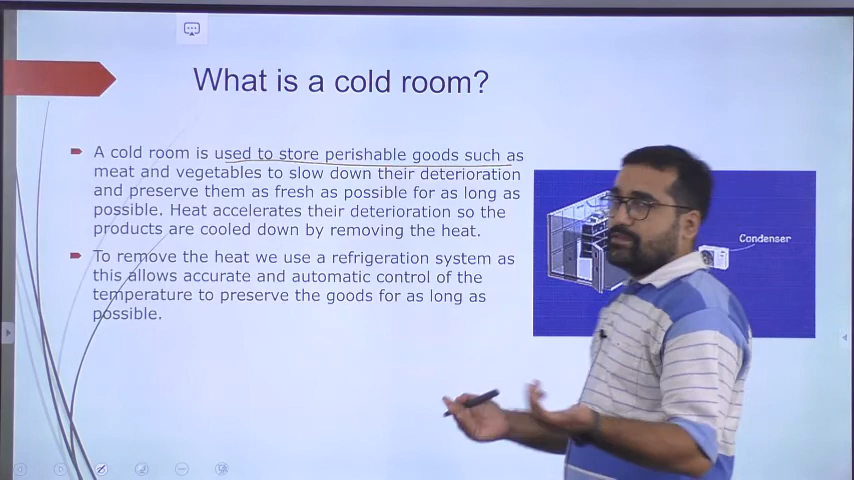 What is a cold room?
A cold room is used to store perishable goods such as
meat and vegetables to slow down their deterioration
and preserve them as fresh as possible for as long as
possible. Heat accelerates their deterioration so the
products are cooled down by removing the heat.
To remove the heat we use a refrigeration system as
this allows accurate and automatic control of the
temperature to preserve the goods for as long as
possible.
Condenser